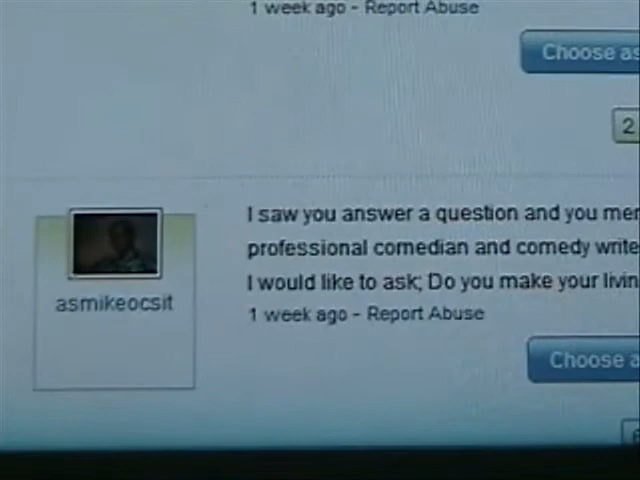 1 week ago - Report Abuse
Choose as
2
I saw you answer a question and you mer
professional comedian and comedy write
I would like to ask; Do you make your livin
asmikeocsit
1 week ago - Report Abuse
Choose a